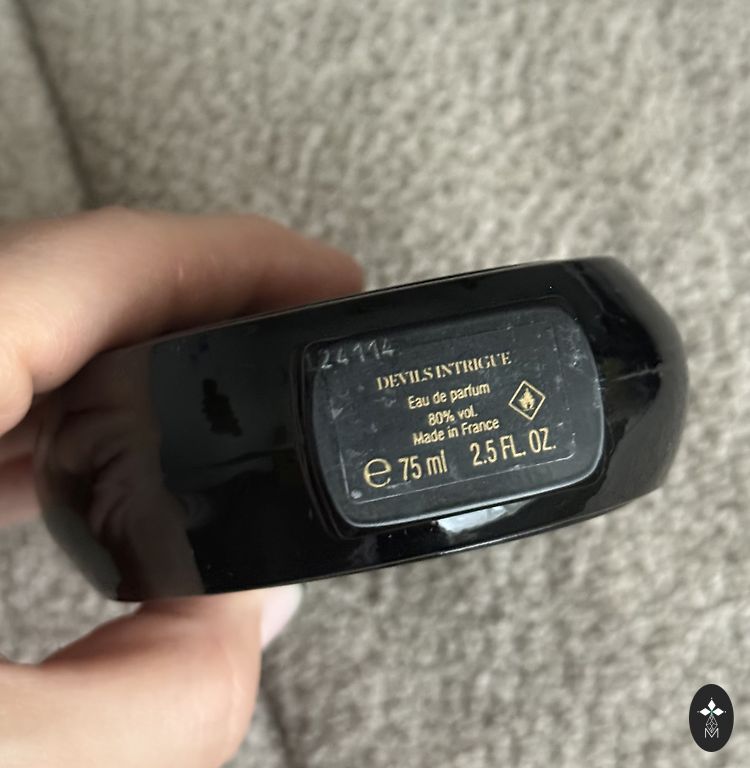 24114
DEVILS INTRIGUE
Eau de parfum
80% vol.
Made in France
℮ 75 ml 2.5 FL. OZ.
M